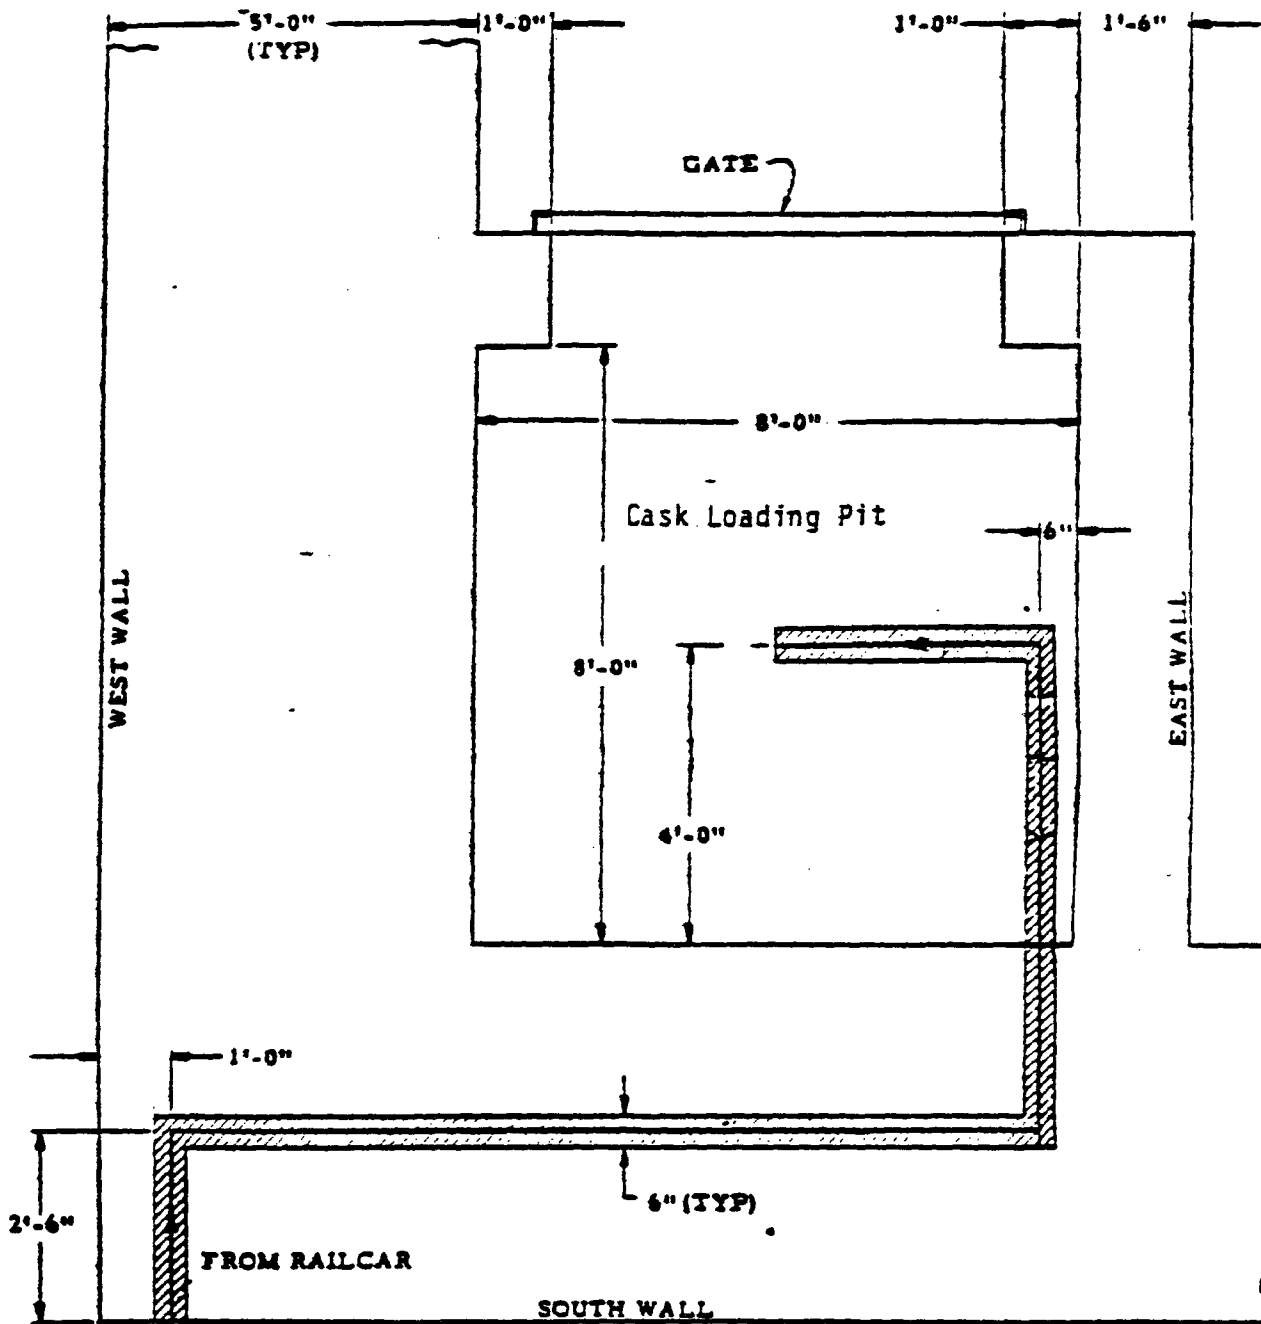 5'-0"
(TYP)
1'-0"
1'-0"
1'-6"
GATE
8'-0"
Cask Loading Pit
6"
WEST WALL
EAST WALL
8'-0"
4'-0"
1'-0"
2'-6"
6" (TYP)
FROM RAILCAR
SOUTH WALL